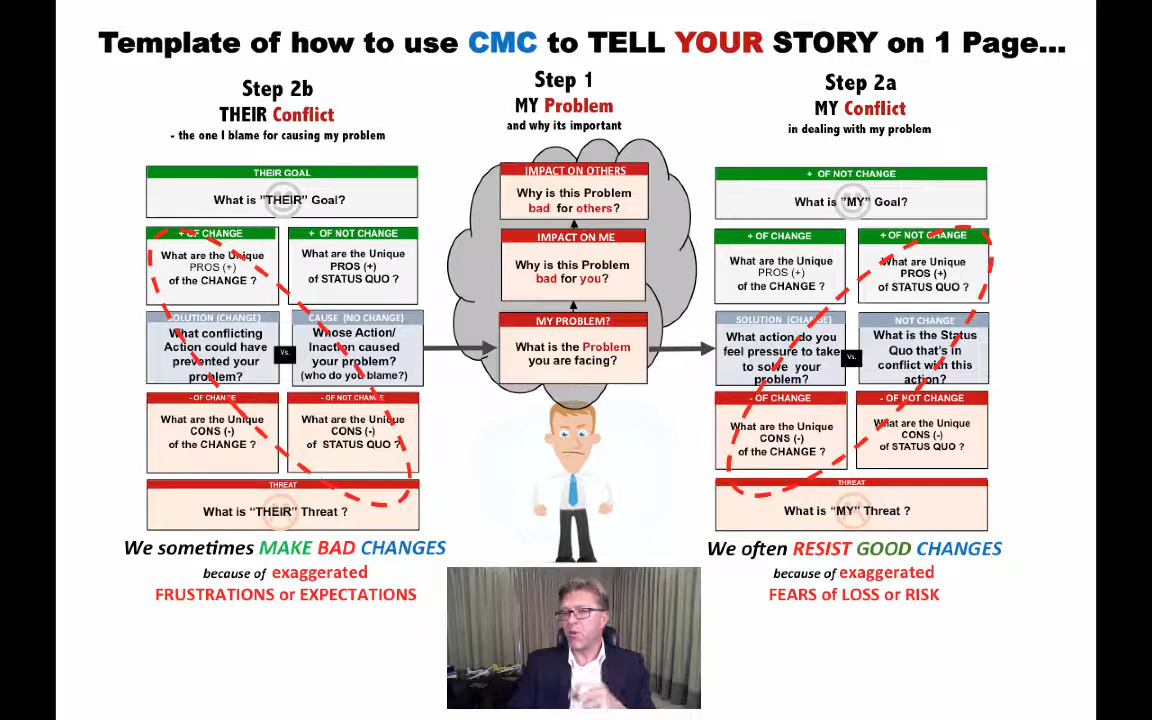 Template of how to use CMC to TELL YOUR STORY on 1 Page...
Step 2b
THEIR Conflict
- the one I blame for causing my problem
THEIR GOAL
What is "THEIR" Goal?
+ OF CHANGE
What are the Unique
PROS (+)
of the CHANGE ?
+ OF NOT CHANGE
What are the Unique
PROS (+)
of STATUS QUO ?
SOLUTION (CHANGE)
What conflicting
Action could have
prevented your
problem?
Vs.
CAUSE (NO CHANGE)
Whose Action/
Inaction caused
your problem?
(who do you blame?)
- OF CHANGE
What are the Unique
CONS (-)
of the CHANGE ?
- OF NOT CHANGE
What are the Unique
CONS (-)
of STATUS QUO ?
THREAT
What is "THEIR" Threat ?
We sometimes MAKE BAD CHANGES
because of exaggerated
FRUSTRATIONS or EXPECTATIONS
Step 1
MY Problem
and why its important
IMPACT ON OTHERS
Why is this Problem
bad for others?
IMPACT ON ME
Why is this Problem
bad for you?
MY PROBLEM?
What is the Problem
you are facing?
Step 2a
MY Conflict
in dealing with my problem
+ OF NOT CHANGE
What is "MY" Goal?
+ OF CHANGE
What are the Unique
PROS (+)
of the CHANGE ?
+ OF NOT CHANGE
What are Unique
PROS (+)
of STATUS QUO ?
SOLUTION (CHANGE)
What action do you
feel pressure to take
to solve your
problem?
Vs.
NOT CHANGE
What is the Status
Quo that's in
conflict with this
action?
- OF CHANGE
What are the Unique
CONS (-)
of the CHANGE ?
- OF NOT CHANGE
What are the Unique
CONS (-)
of STATUS QUO ?
THREAT
What is "MY" Threat ?
We often RESIST GOOD CHANGES
because of exaggerated
FEARS of LOSS or RISK